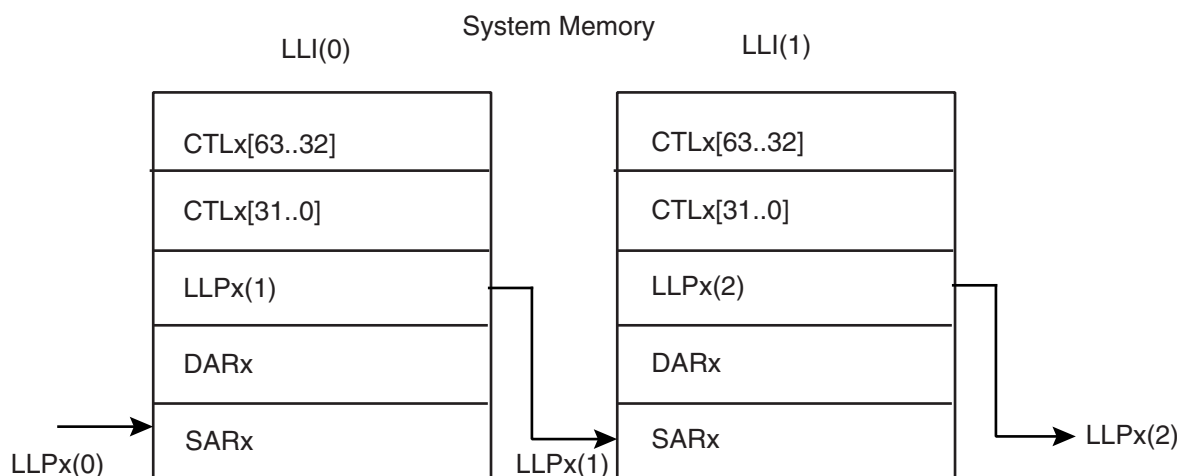 System Memory
LLI(0)
LLI(1)
CTLx[63..32]
CTLx[63..32]
CTLx[31..0]
CTLx[31..0]
LLPx(1)
LLPx(2)
DARx
DARx
SARx
SARx
LLPx(0)
LLPx(1)
LLPx(2)